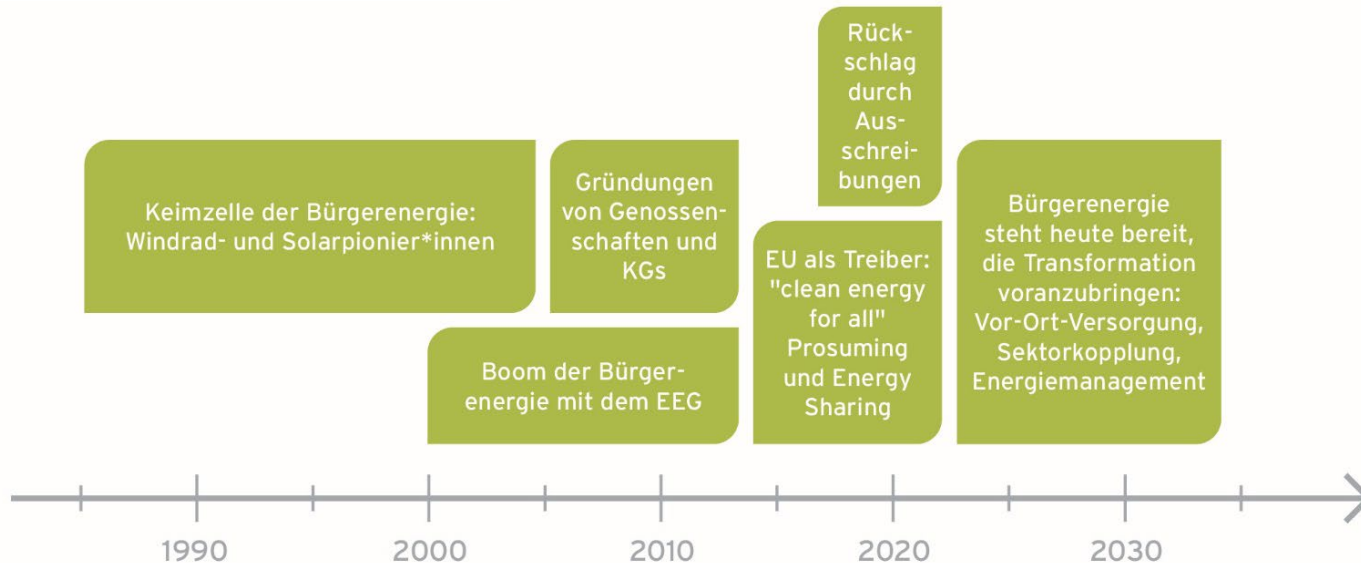 Keimzelle der Bürgerenergie:
Windrad- und Solarpionier*innen
Gründungen
von Genossen-
schaften und
KGs
Boom der Bürger-
energie mit dem EEG
Rück-
schlag
durch
Aus-
schrei-
bungen
EU als Treiber:
"clean energy
for all"
Prosuming
und Energy
Sharing
Bürgerenergie
steht heute bereit,
die Transformation
voranzubringen:
Vor-Ort-Versorgung,
Sektorkopplung,
Energiemanagement
1990 2000 2010 2020 2030